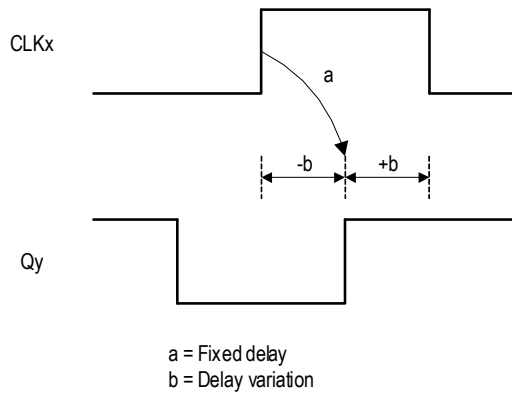 CLKx
a
-b
+b
Qy
a = Fixed delay
b = Delay variation